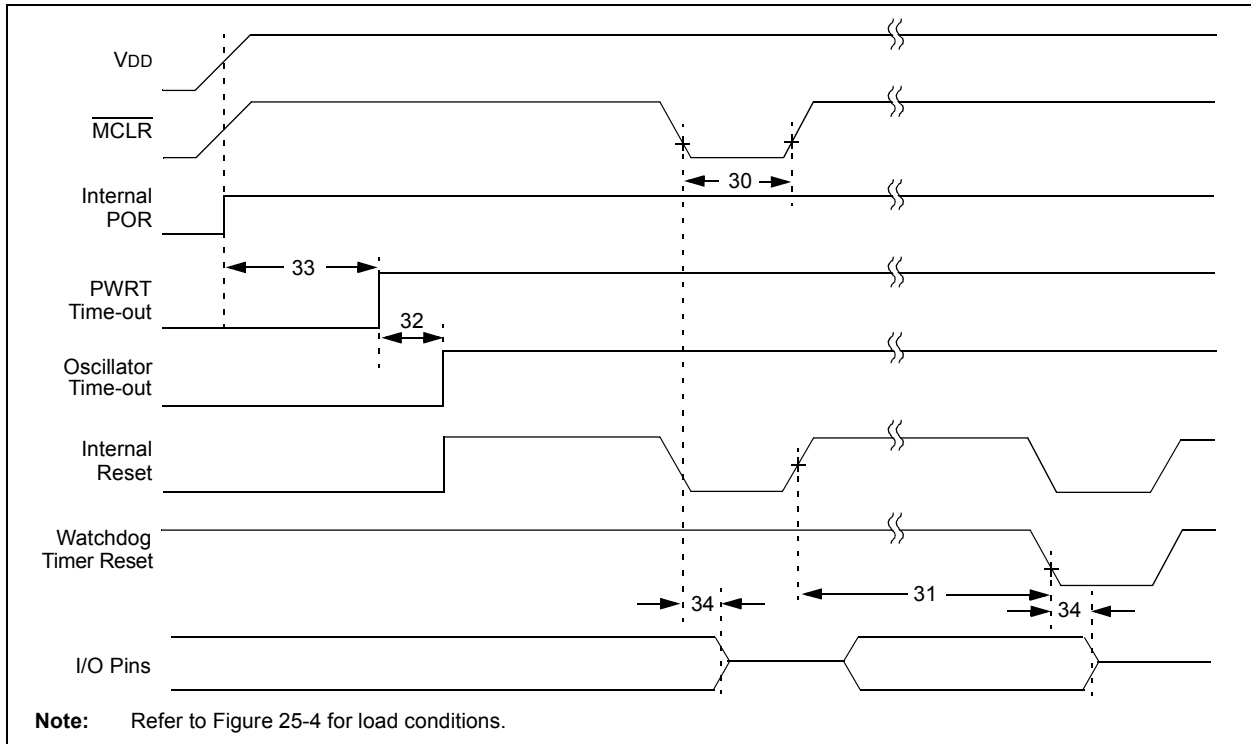 VDD
MCLR
30
Internal
POR
33
PWRT
Time-out
32
Oscillator
Time-out
Internal
Reset
Watchdog
Timer Reset
34
31
34
I/O Pins
Note: Refer to Figure 25-4 for load conditions.